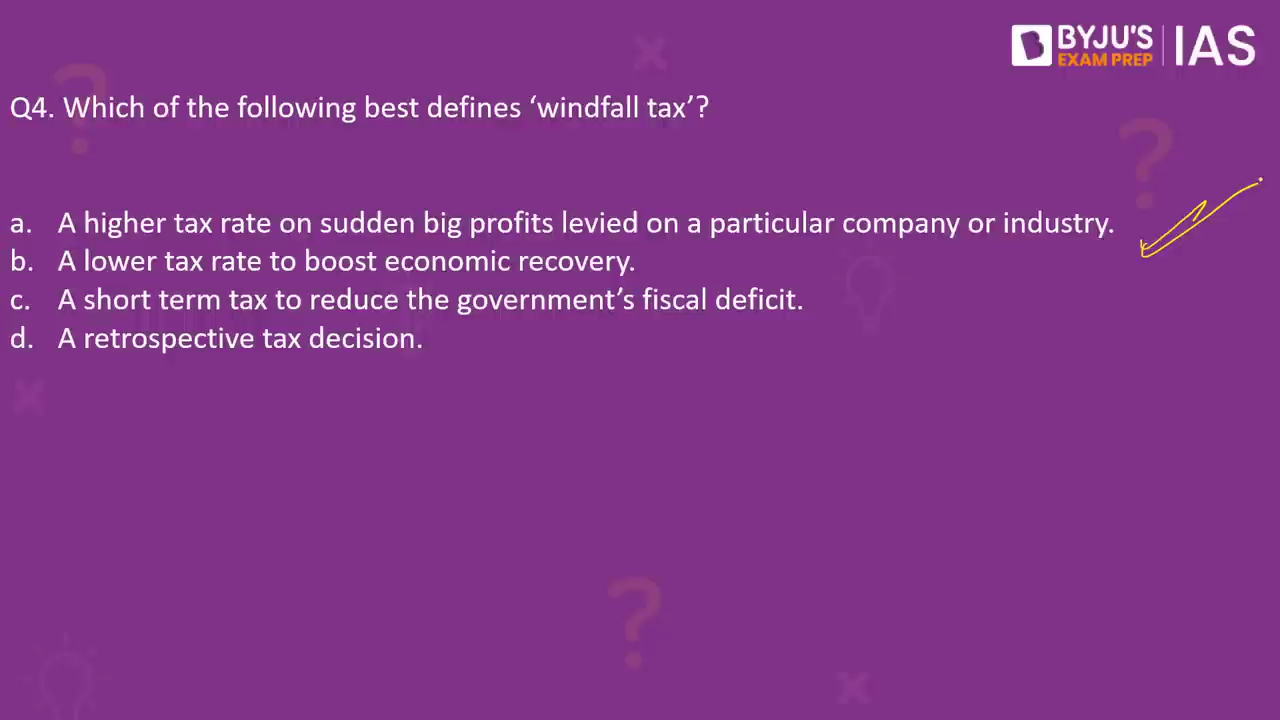 BYJU'S
EXAM PREP
IAS
Q4. Which of the following best defines ‘windfall tax’?
a. A higher tax rate on sudden big profits levied on a particular company or industry.
b. A lower tax rate to boost economic recovery.
c. A short term tax to reduce the government’s fiscal deficit.
d. A retrospective tax decision.